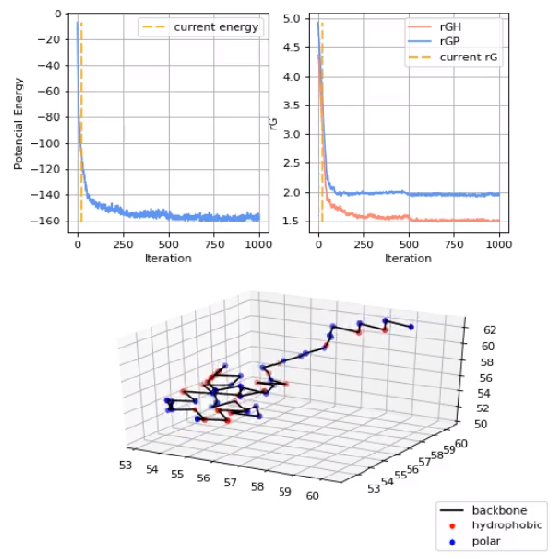 0
−20
−40
−60
−80
−100
−120
−140
−160
Potencial Energy
current energy
0 250 500 750 1000
Iteration
5.0
4.5
4.0
3.5
3.0
2.5
2.0
1.5
rG
rGH
rGP
current rG
0 250 500 750 1000
Iteration
62
60
58
56
54
52
50
53 54 55 56 57 58 59 60
53 54 55 56 57 58 59 60
backbone
hydrophobic
polar